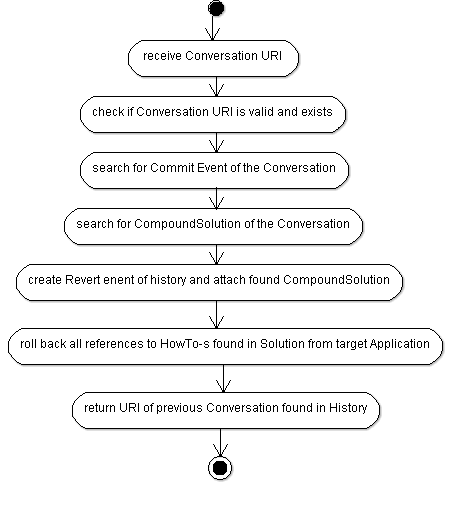 receive Conversation URI
check if Conversation URI is valid and exists
search for Commit Event of the Conversation
search for CompoundSolution of the Conversation
create Revert enent of history and attach found CompoundSolution
roll back all references to HowTo-s found in Solution from target Application
return URI of previous Conversation found in History